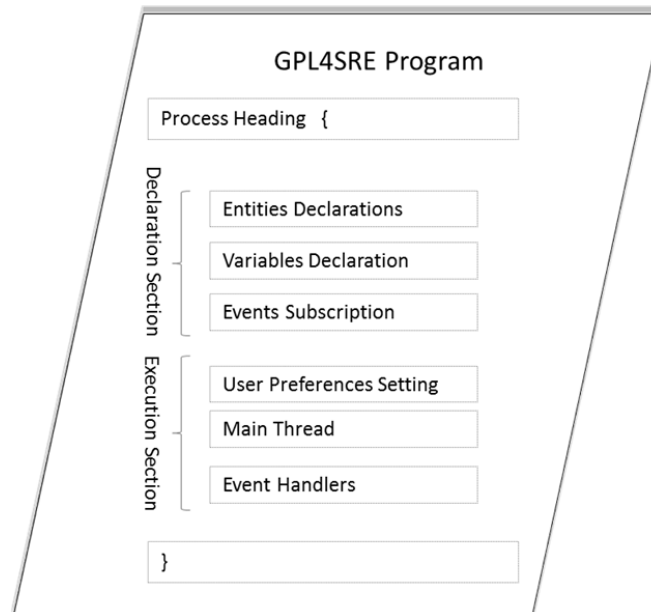 GPL4SRE Program
Process Heading {
Declaration Section
Entities Declarations
Variables Declaration
Events Subscription
Execution Section
User Preferences Setting
Main Thread
Event Handlers
}